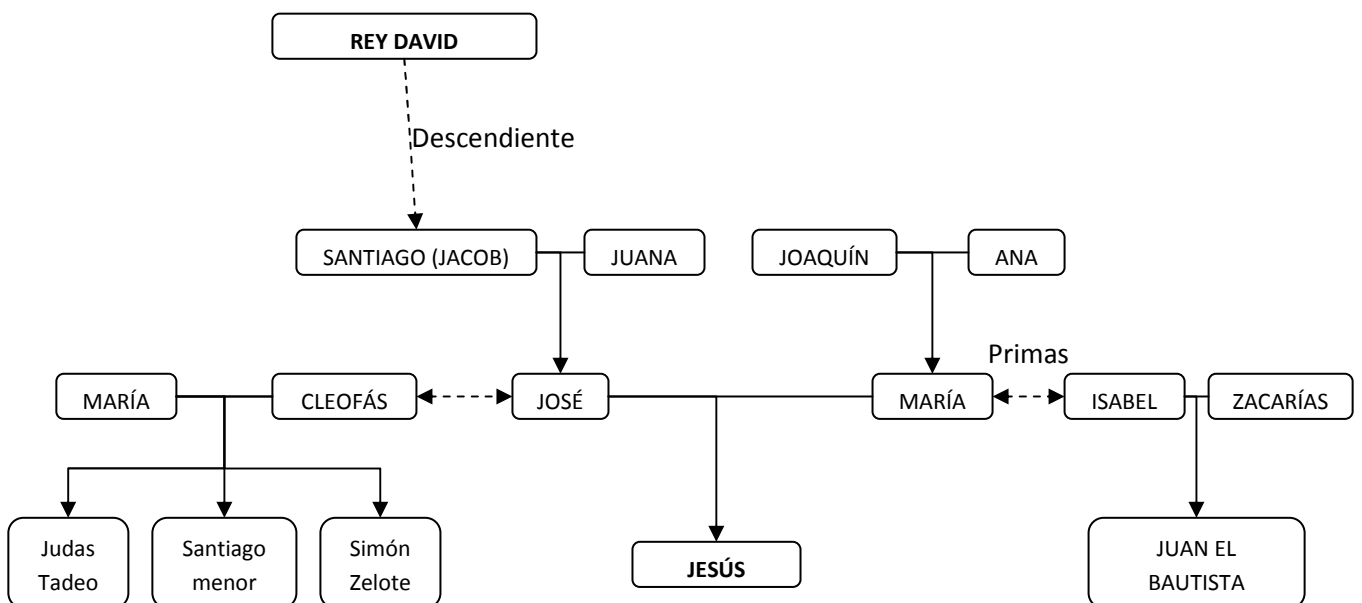 REY DAVID
Descendiente
SANTIAGO (JACOB)
JUANA
JOAQUÍN
ANA
Primas
MARÍA
CLEOFÁS
JOSÉ
MARÍA
ISABEL
ZACARÍAS
Judas
Tadeo
Santiago
menor
Simón
Zelote
JESÚS
JUAN EL
BAUTISTA